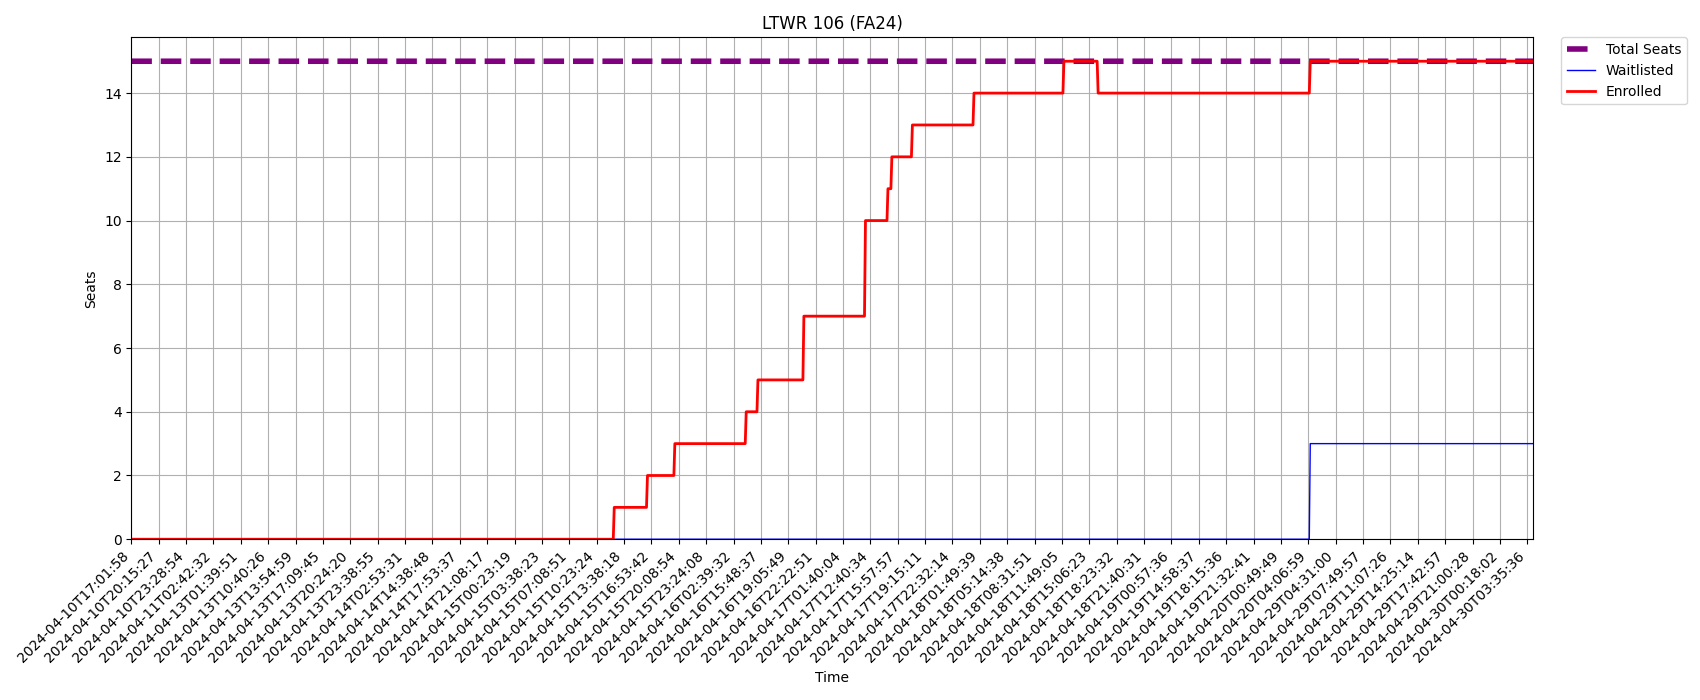 LTWR 106 (FA24)
Total Seats
Waitlisted
Enrolled
14
12
10
8
6
4
2
0
Seats
2024-04-10T17:01:58
2024-04-10T20:15:27
2024-04-10T23:28:54
2024-04-11T02:42:32
2024-04-13T01:39:51
2024-04-13T10:40:26
2024-04-13T13:54:59
2024-04-13T17:09:45
2024-04-13T20:24:20
2024-04-13T23:38:55
2024-04-14T02:53:31
2024-04-14T14:38:48
2024-04-14T17:53:37
2024-04-14T21:08:17
2024-04-15T00:23:19
2024-04-15T03:38:23
2024-04-15T07:08:51
2024-04-15T10:23:24
2024-04-15T13:38:18
2024-04-15T16:53:42
2024-04-15T20:08:54
2024-04-15T23:24:08
2024-04-16T02:39:32
2024-04-16T15:48:37
2024-04-16T19:05:49
2024-04-16T22:22:51
2024-04-17T01:40:04
2024-04-17T12:40:34
2024-04-17T15:57:57
2024-04-17T19:15:11
2024-04-17T22:32:14
2024-04-18T01:49:39
2024-04-18T05:14:38
2024-04-18T08:31:51
2024-04-18T11:49:05
2024-04-18T15:06:23
2024-04-18T18:23:32
2024-04-18T21:40:31
2024-04-19T00:57:36
2024-04-19T14:58:37
2024-04-19T18:15:36
2024-04-19T21:32:41
2024-04-20T00:49:49
2024-04-20T04:06:59
2024-04-29T04:31:00
2024-04-29T07:49:57
2024-04-29T11:07:26
2024-04-29T14:25:14
2024-04-29T17:42:57
2024-04-29T21:00:28
2024-04-30T00:18:02
2024-04-30T03:35:36
Time